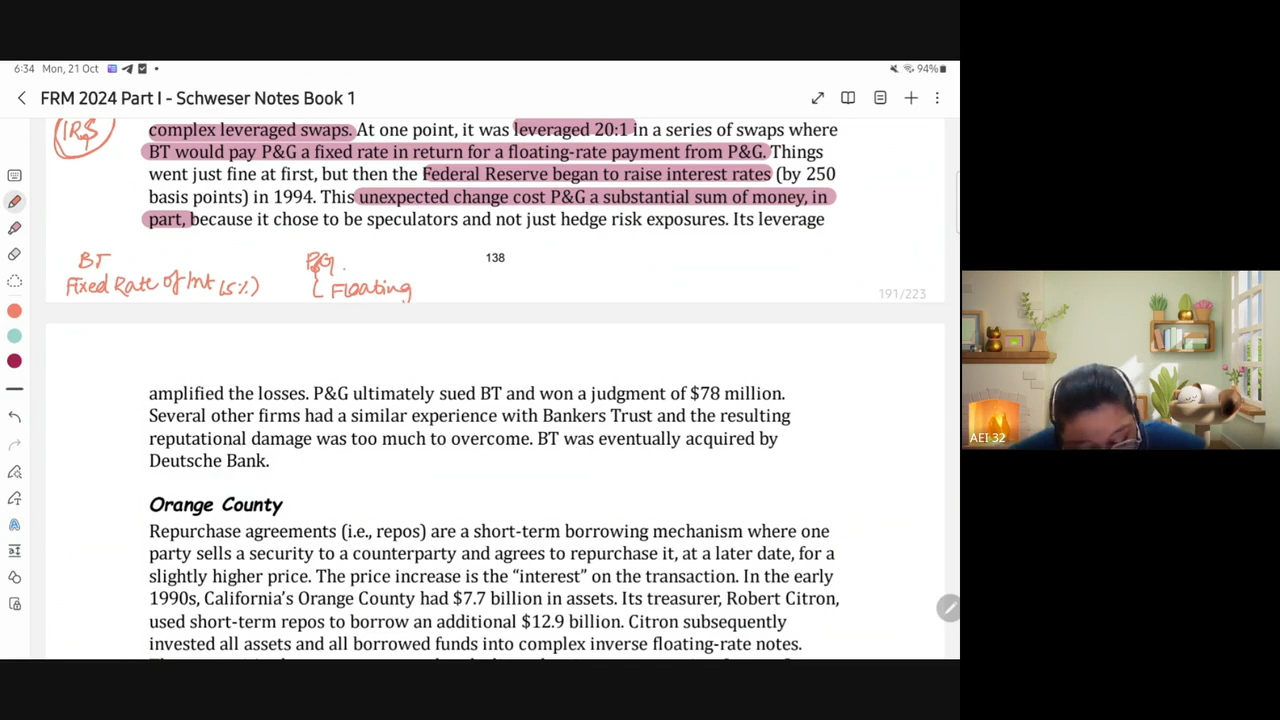 6:34 Mon, 21 Oct
94%
FRM 2024 Part I - Schweser Notes Book 1
IRS
complex leveraged swaps. At one point, it was leveraged 20:1 in a series of swaps where
BT would pay P&G a fixed rate in return for a floating-rate payment from P&G. Things
went just fine at first, but then the Federal Reserve began to raise interest rates (by 250
basis points) in 1994. This unexpected change cost P&G a substantial sum of money, in
part, because it chose to be speculators and not just hedge risk exposures. Its leverage
138
BT P&G.
Fixed Rate of Int (5%) Floating
191/223
amplified the losses. P&G ultimately sued BT and won a judgment of $78 million.
Several other firms had a similar experience with Bankers Trust and the resulting
reputational damage was too much to overcome. BT was eventually acquired by
Deutsche Bank.
Orange County
Repurchase agreements (i.e., repos) are a short-term borrowing mechanism where one
party sells a security to a counterparty and agrees to repurchase it, at a later date, for a
slightly higher price. The price increase is the “interest” on the transaction. In the early
1990s, California’s Orange County had $7.7 billion in assets. Its treasurer, Robert Citron,
used short-term repos to borrow an additional $12.9 billion. Citron subsequently
invested all assets and all borrowed funds into complex inverse floating-rate notes.
AEI 32